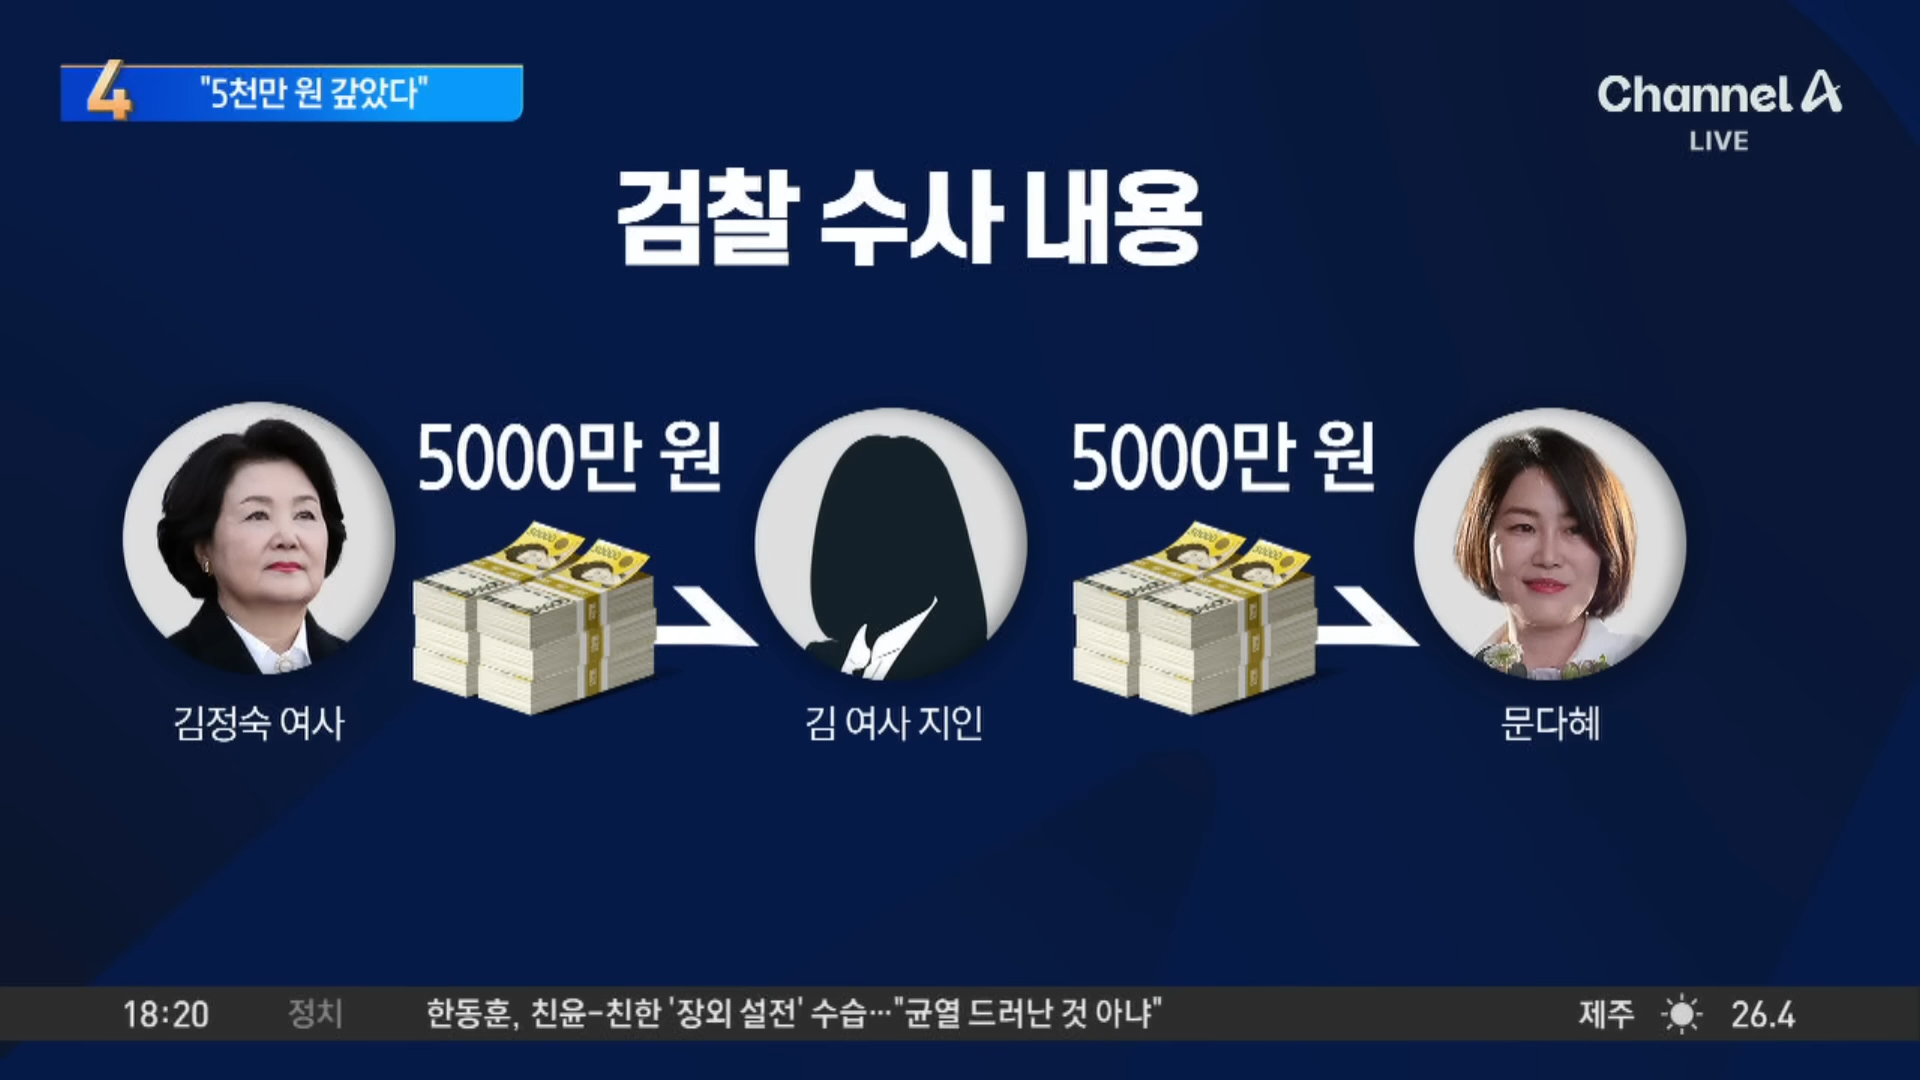 4 "5천만 원 갚았다"
Channel A
LIVE
검찰 수사 내용
5000만 원
5000만 원
김정숙 여사
김 여사 지인
문다혜
18:20 정치 한동훈, 친윤-친한 '장외 설전' 수습…"균열 드러난 것 아냐" 제주 26.4